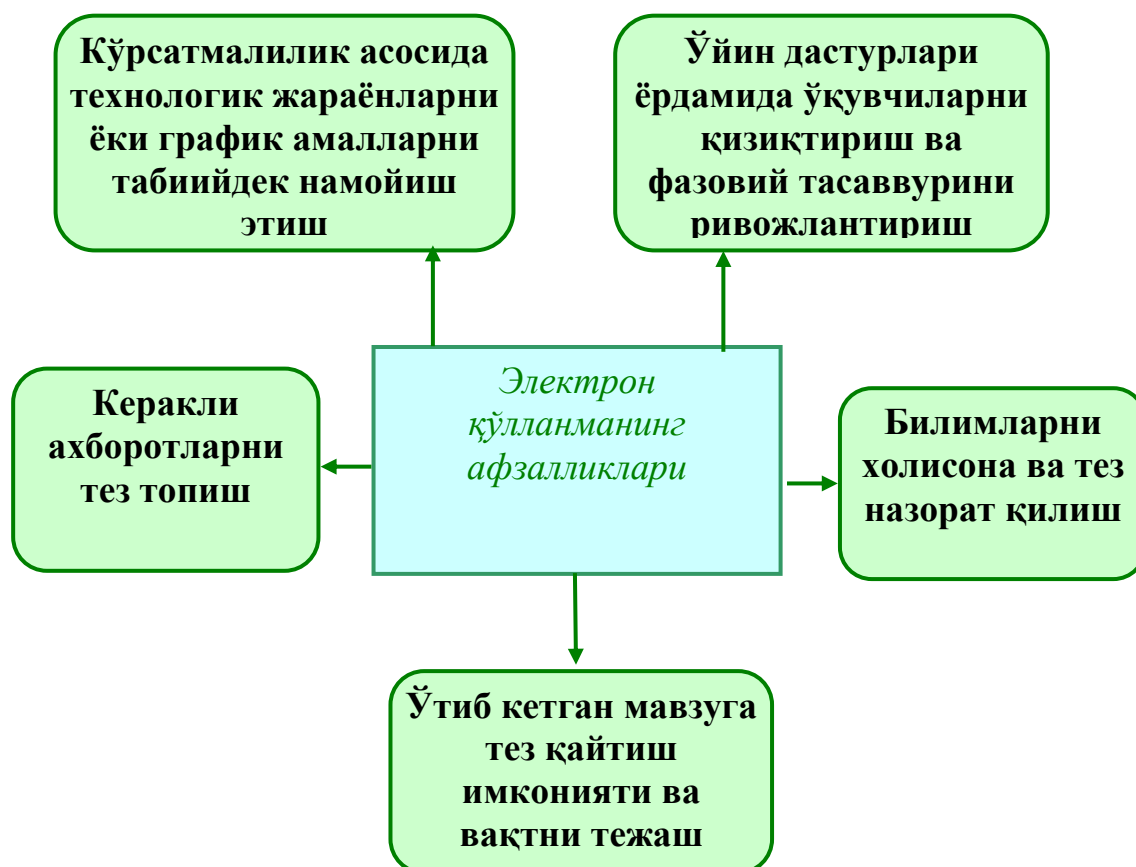 Кўрсатмалилик асосида
технологик жараёнларни
ёки график амалларни
табиийдек намойиш
этиш
Ўйин дастурлари
ёрдамида ўқувчиларни
қизиқтириш ва
фазовий тасаввурини
ривожлантириш
Электрон
қўлланманинг
афзалликлари
Керакли
ахборотларни
тез топиш
Билимларни
холисона ва тез
назорат қилиш
Ўтиб кетган мавзуга
тез қайтиш
имконияти ва
вақтни тежаш